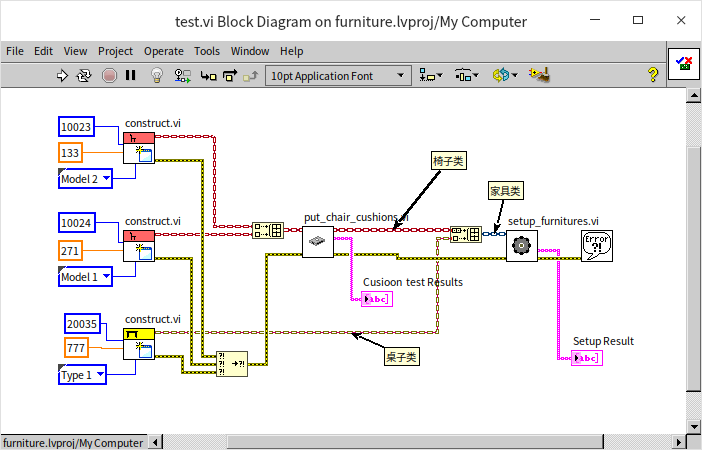 test.vi Block Diagram on furniture.lvproj/My Computer
File Edit View Project Operate Tools Window Help
10pt Application Font
?
construct.vi
10023
133
Model 2
椅子类
家具类
construct.vi
10024
271
Model 1
put_chair_cushions.vi
setup_furnitures.vi
Error
?!
Cusioon test Results
abc
construct.vi
20035
777
Type 1
?!
?!
?!
→?!
桌子类
Setup Result
abc
furniture.lvproj/My Computer